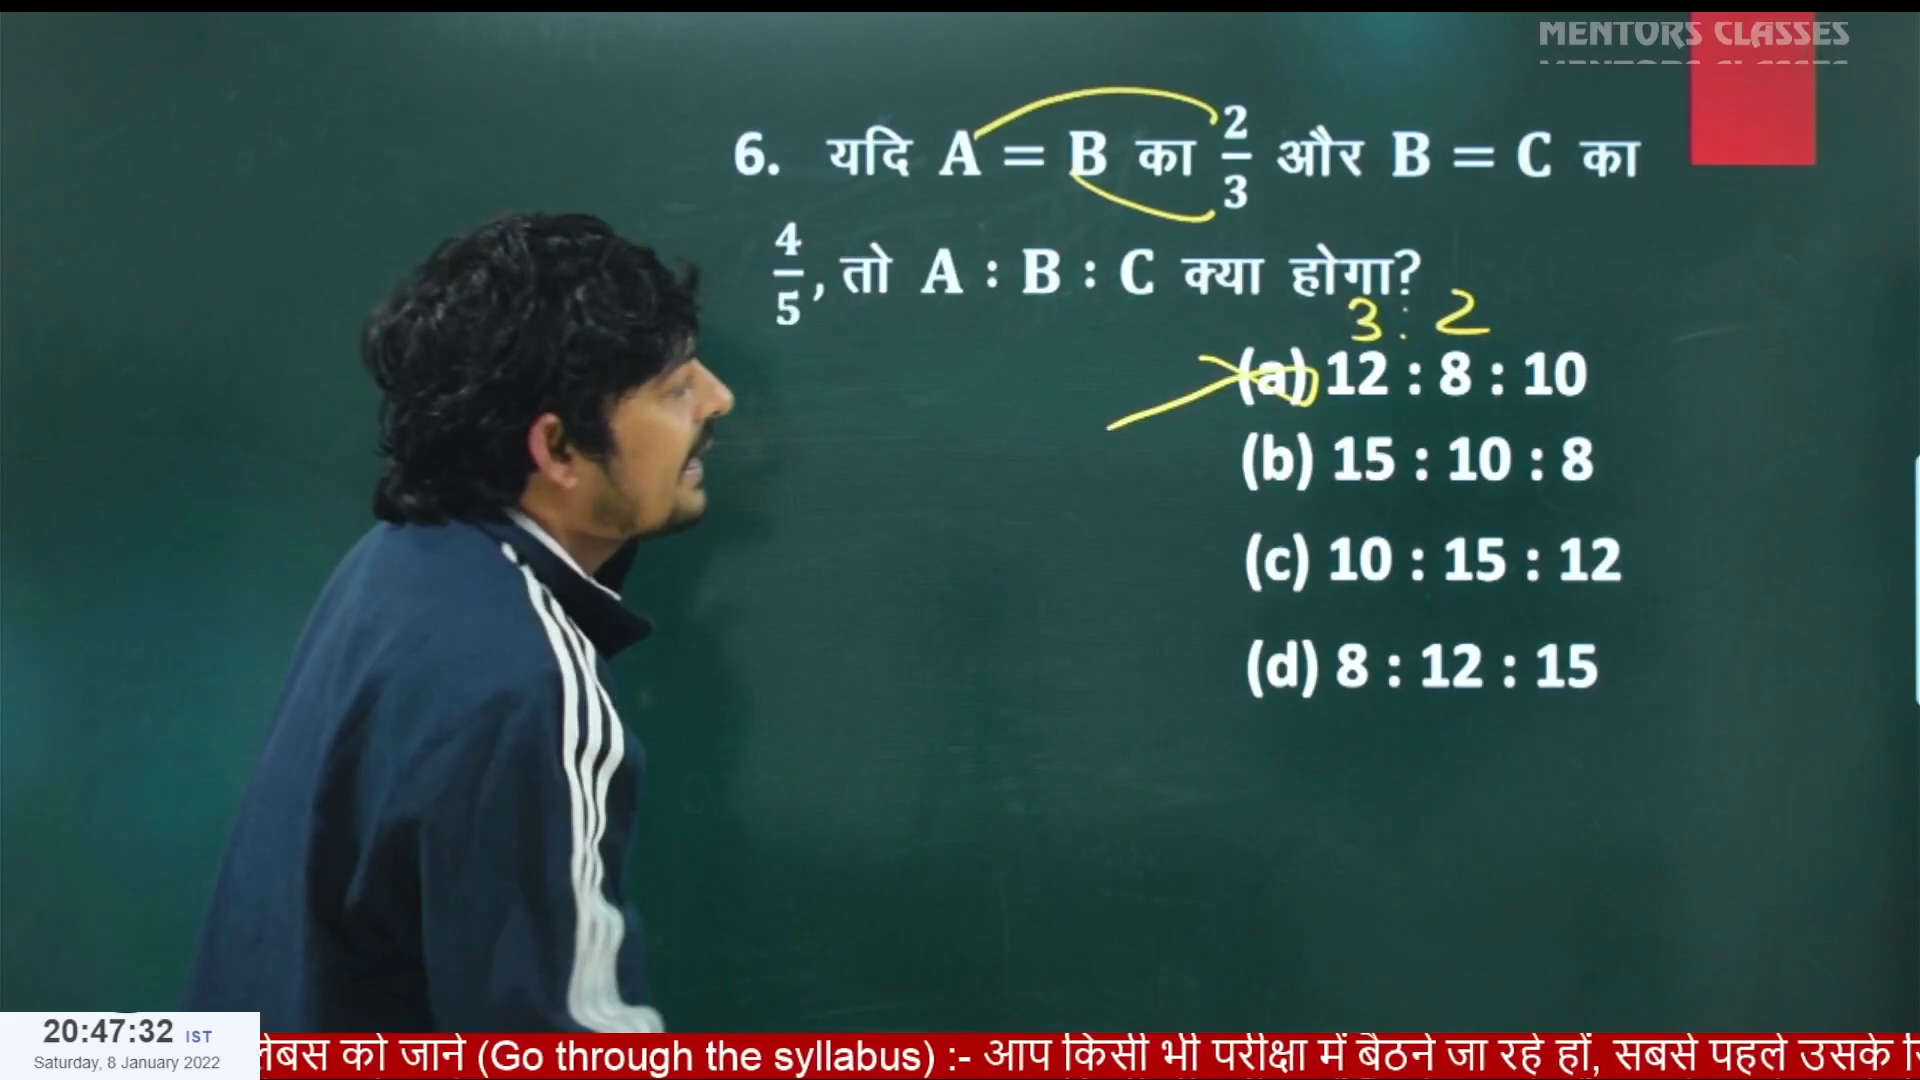 MENTORS CLASSES
6. यदि A = B का 2/3 और B = C का
4/5, तो A : B : C क्या होगा?
3 : 2
(a) 12 : 8 : 10
(b) 15 : 10 : 8
(c) 10 : 15 : 12
(d) 8 : 12 : 15
20:47:32 IST
Saturday, 8 January 2022
को जाने (Go through the syllabus) :- आप किसी भी परीक्षा में बैठने जा रहे हों, सबसे पहले उसके